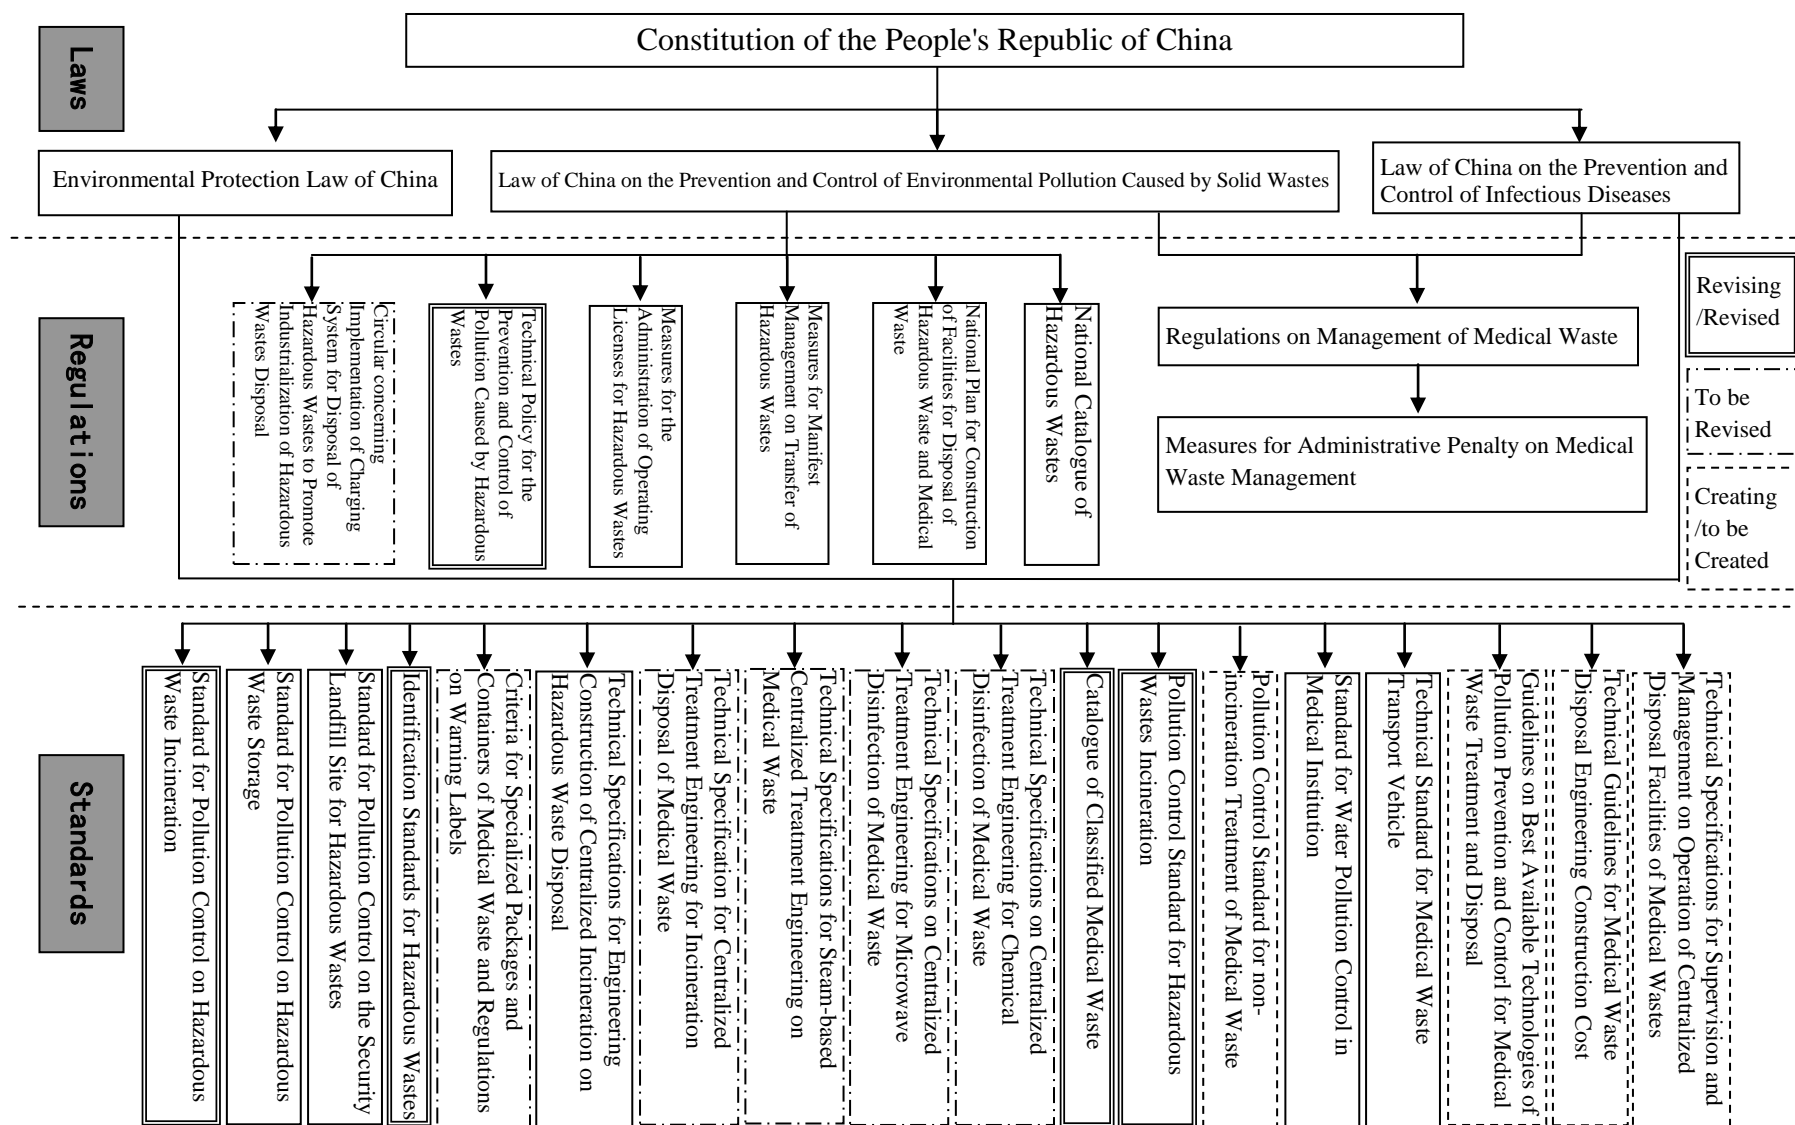 Laws
Constitution of the People's Republic of China
Environmental Protection Law of China
Law of China on the Prevention and Control of Environmental Pollution Caused by Solid Wastes
Law of China on the Prevention and
Control of Infectious Diseases
Regulations
Circular concerning
Implementation of Charging
System for Disposal of
Hazardous Wastes to Promote
Industrialization of Hazardous
Wastes Disposal
Technical Policy for the
Prevention and Control of
Pollution Caused by Hazardous
Wastes
Measures for the
Administration of Operating
Licenses for Hazardous Wastes
Measures for Manifest
Management on Transfer of
Hazardous Wastes
National Plan for Construction
of Facilities for Disposal of
Hazardous Waste and Medical
Waste
National Catalogue of
Hazardous Wastes
Regulations on Management of Medical Waste
Measures for Administrative Penalty on Medical
Waste Management
Revising
/Revised
To be
Revised
Creating
/to be
Created
Standards
Standard for Pollution Control on Hazardous
Waste Incineration
Standard for Pollution Control on Hazardous
Waste Storage
Standard for Pollution Control on the Security
Landfill Site for Hazardous Wastes
Identification Standards for Hazardous Wastes
Criteria for Specialized Packages and
Containers of Medical Waste and Regulations
on Warning Labels
Technical Specifications for Engineering
Construction of Centralized Incineration on
Hazardous Waste Disposal
Technical Specification for Centralized
Treatment Engineering for Incineration
Disposal of Medical Waste
Technical Specifications for Steam-based
Centralized Treatment Engineering on
Medical Waste
Technical Specifications on Centralized
Treatment Engineering for Microwave
Disinfection of Medical Waste
Technical Specifications on Centralized
Treatment Engineering for Chemical
Disinfection of Medical Waste
Catalogue of Classified Medical Waste
Pollution Control Standard for Hazardous
Wastes Incineration
Pollution Control Standard for non-
incineration Treatment of Medical Waste
Standard for Water Pollution Control in
Medical Institution
Technical Standard for Medical Waste
Transport Vehicle
Guidelines on Best Available Technologies of
Pollution Prevention and Contorl for Medical
Waste Treatment and Disposal
Technical Guidelines for Medical Waste
Disposal Engineering Construction Cost
Technical Specifications for Supervision and
Management on Operation of Centralized
Disposal Facilities of Medical Wastes